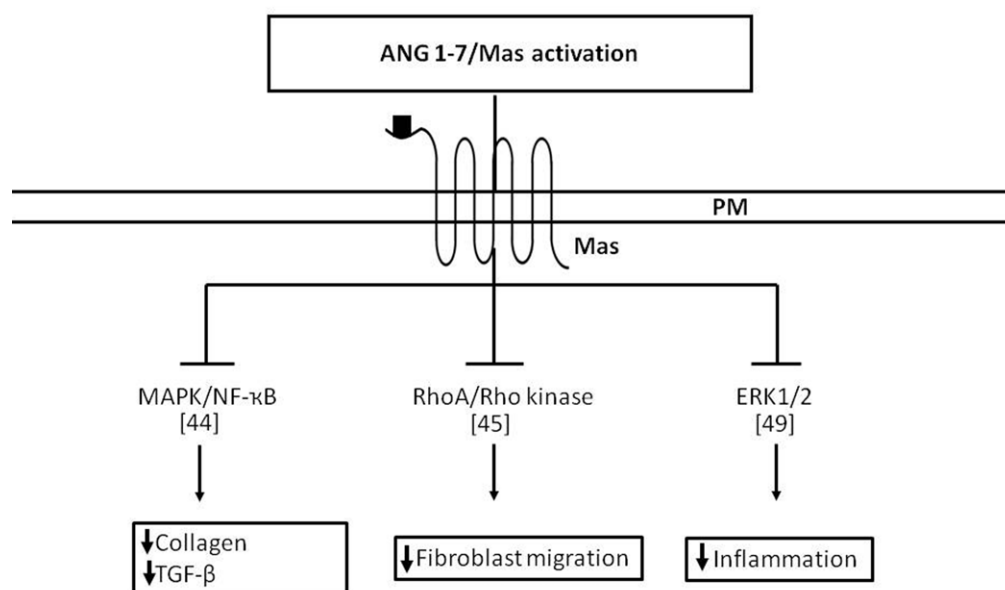 ANG 1-7/Mas activation
PM
Mas
MAPK/NF-κB
[44]
RhoA/Rho kinase
[45]
ERK1/2
[49]
↓Collagen
↓TGF-β
↓Fibroblast migration
↓Inflammation